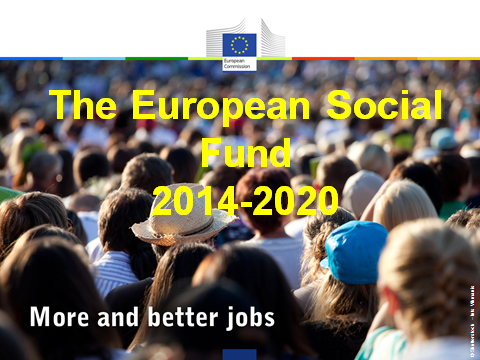 European
Commission
The European Social
Fund
2014-2020
More and better jobs